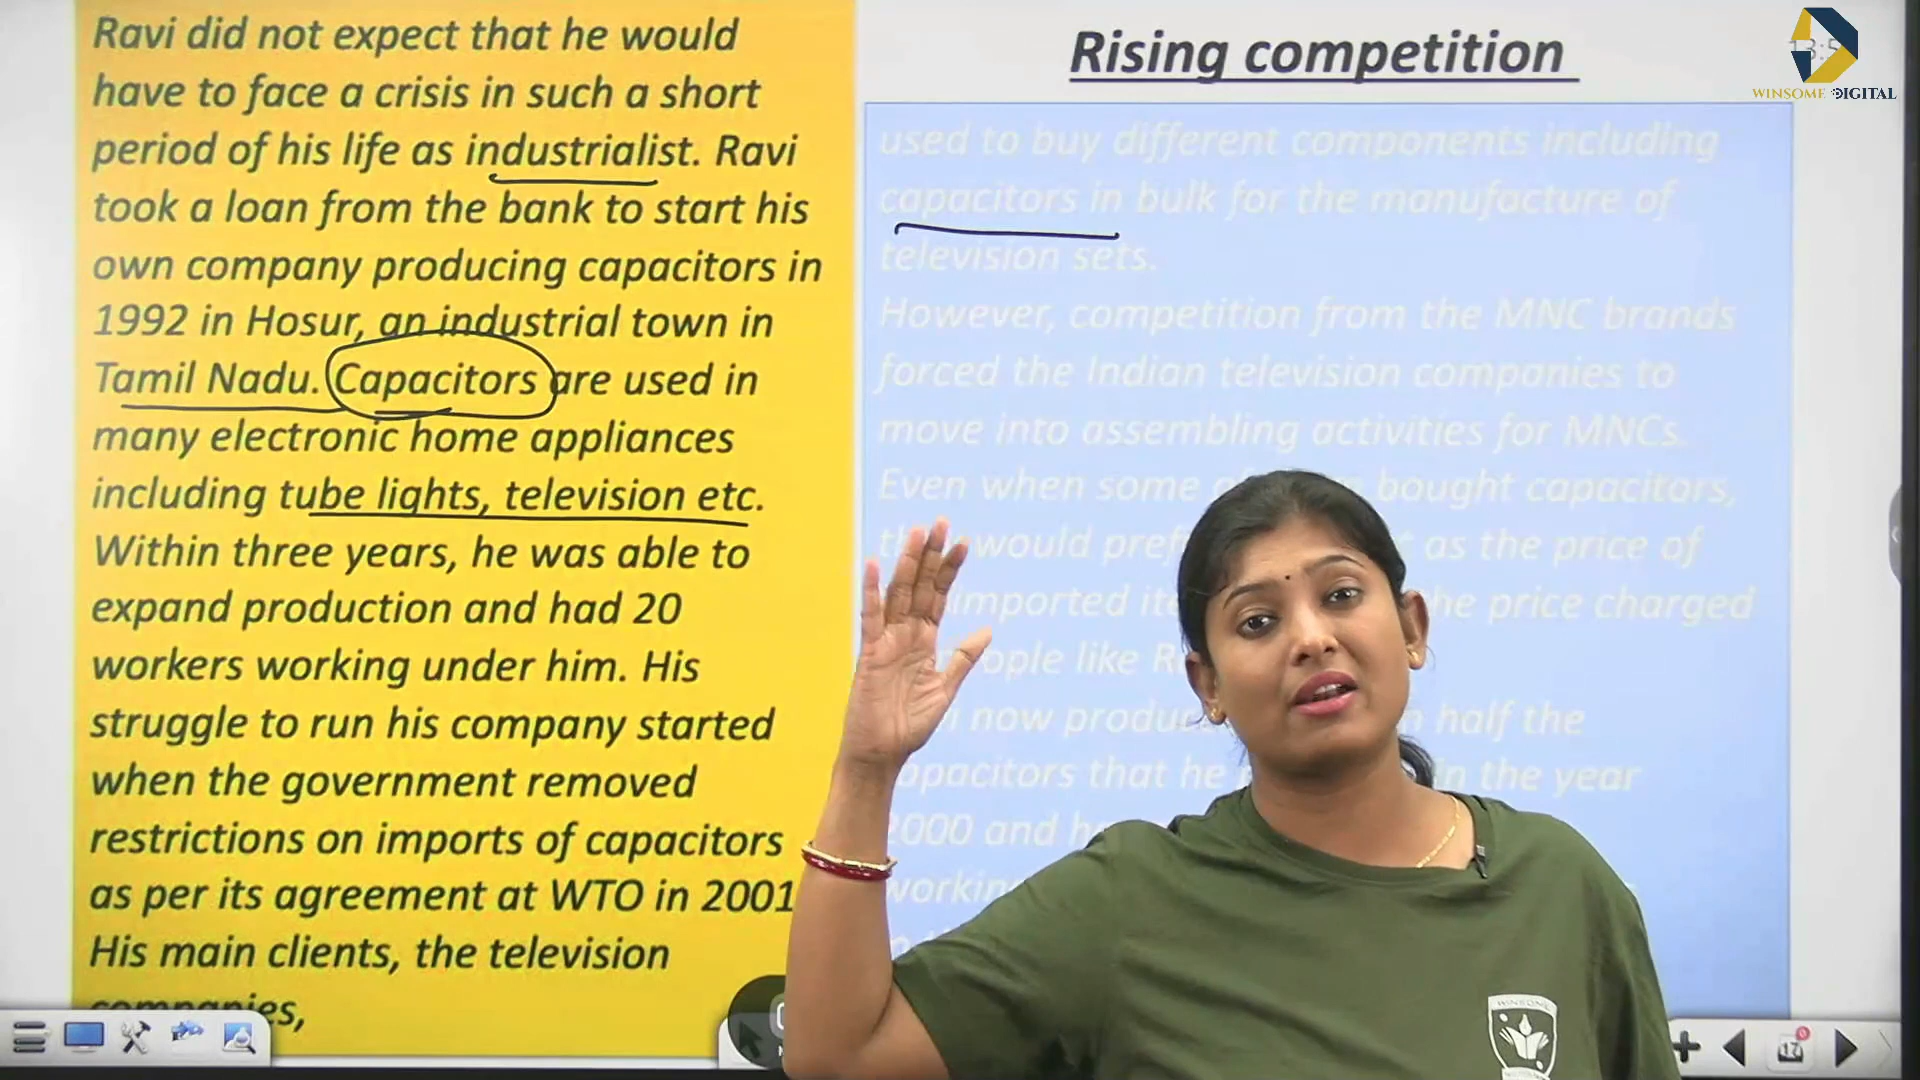 Ravi did not expect that he would
have to face a crisis in such a short
period of his life as industrialist. Ravi
took a loan from the bank to start his
own company producing capacitors in
1992 in Hosur, an industrial town in
Tamil Nadu. Capacitors are used in
many electronic home appliances
including tube lights, television etc.
Within three years, he was able to
expand production and had 20
workers working under him. His
struggle to run his company started
when the government removed
restrictions on imports of capacitors
as per its agreement at WTO in 2001
His main clients, the television
companies,
Rising competition
used to buy different components including
capacitors in bulk for the manufacture of
television sets.
However, competition from the MNC brands
forced the Indian television companies to
move into assembling activities for MNCs.
Even when some bought capacitors,
would as the price of
imported the price charged
like
now half the
that he in the year
2000 and
WINSOME DIGITAL
WINSOME
17